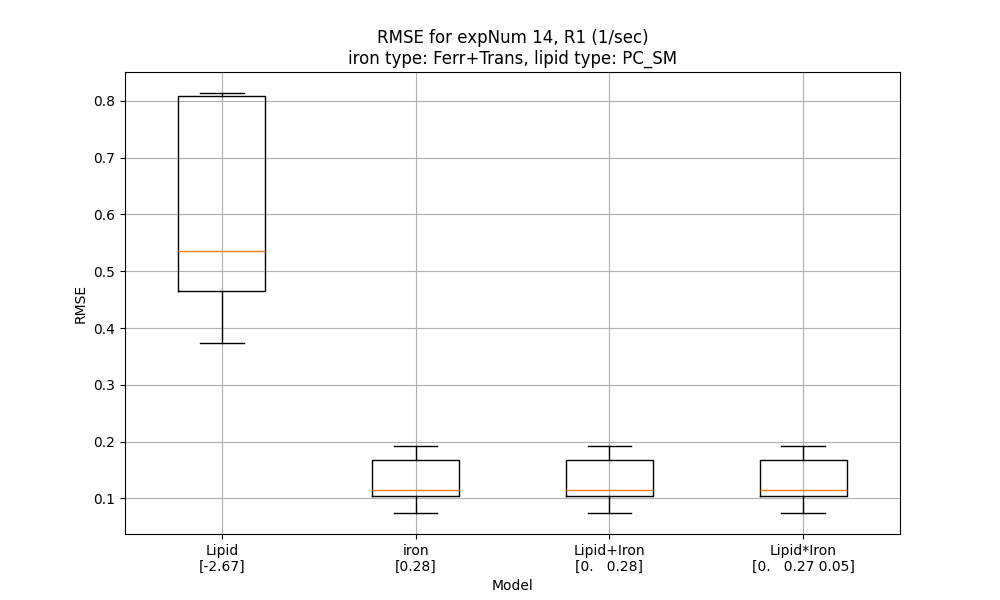 RMSE for expNum 14, R1 (1/sec)
iron type: Ferr+Trans, lipid type: PC_SM
0.8
0.7
0.6
0.5
0.4
0.3
0.2
0.1
RMSE
Lipid
[-2.67]
iron
[0.28]
Lipid+Iron
[0.   0.28]
Lipid*Iron
[0.   0.27 0.05]
Model